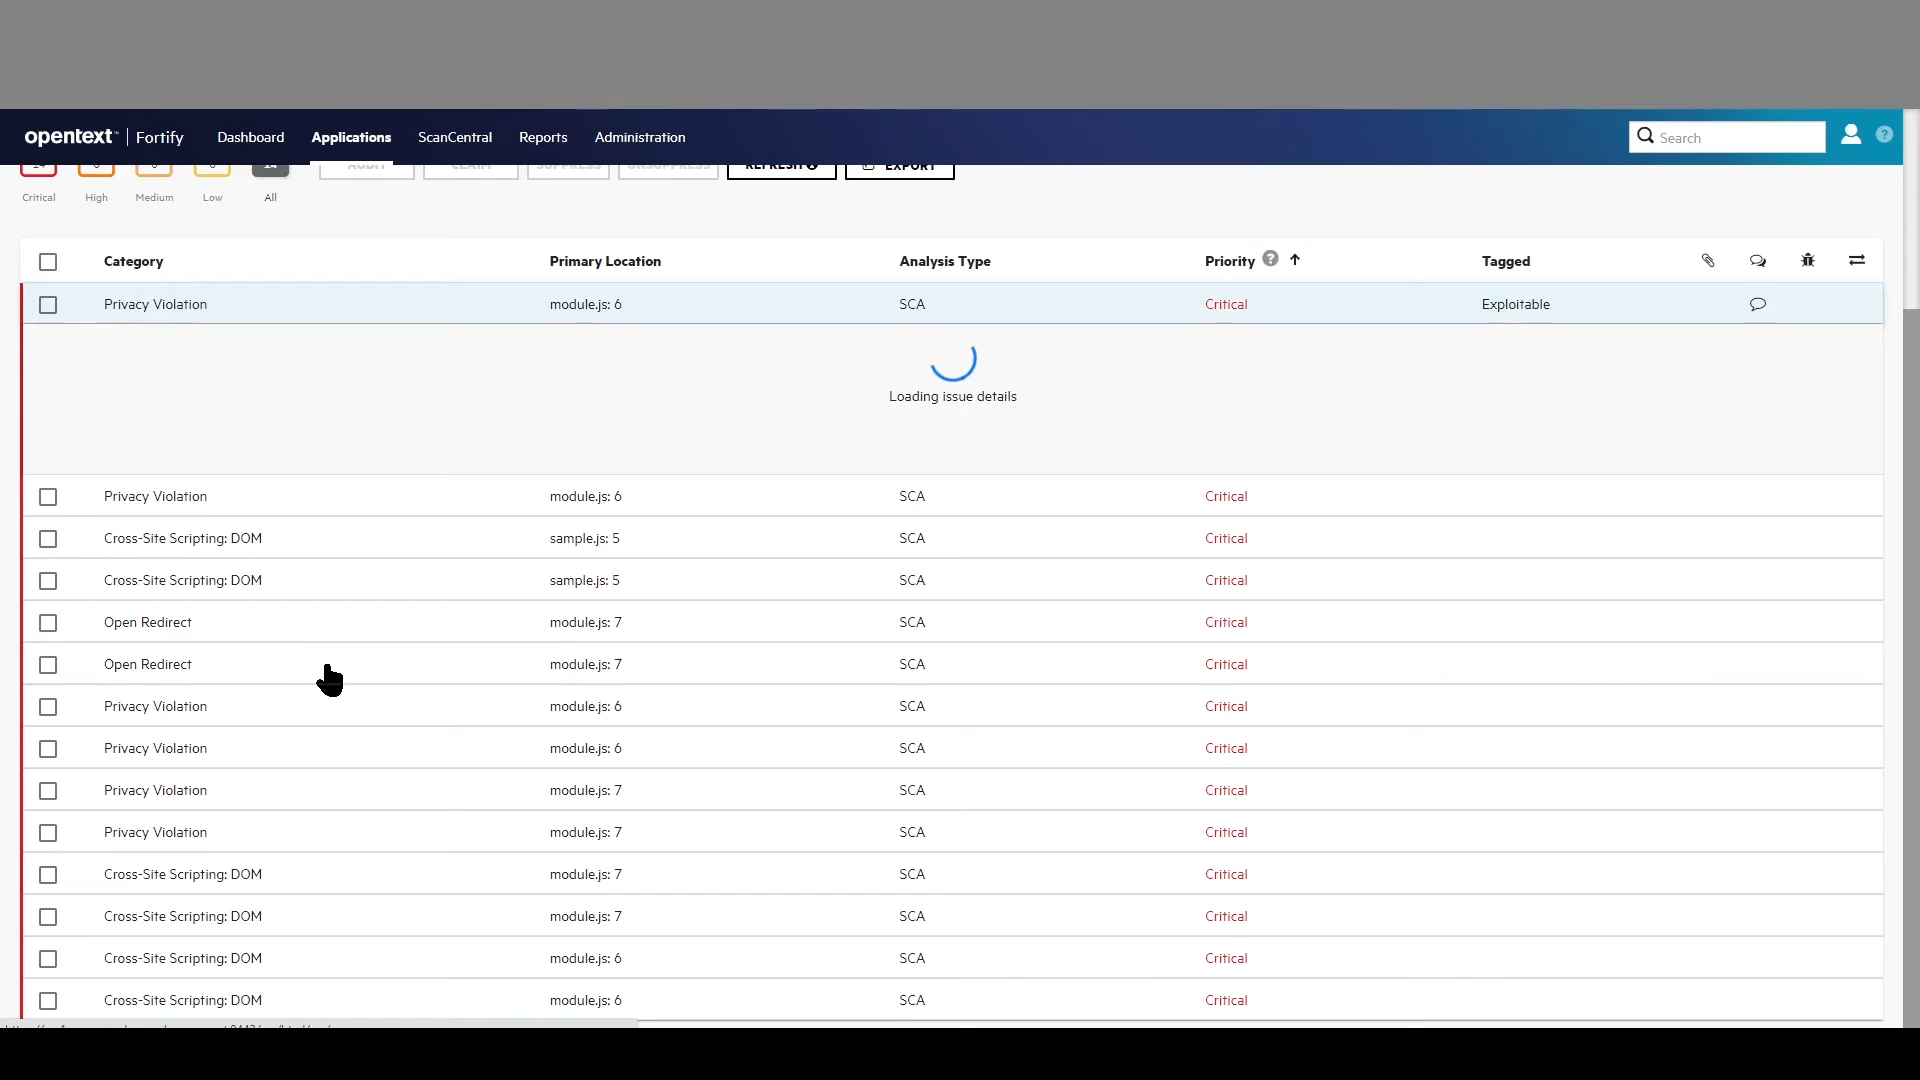 opentext™ | Fortify Dashboard Applications ScanCentral Reports Administration Search ?
AUDIT CLAIM SUPPRESS UNSUPPRESS REFRESH EXPORT
Critical High Medium Low All
Category Primary Location Analysis Type Priority ? Tagged
Privacy Violation module.js: 6 SCA Critical Exploitable
Loading issue details
Privacy Violation module.js: 6 SCA Critical
Cross-Site Scripting: DOM sample.js: 5 SCA Critical
Cross-Site Scripting: DOM sample.js: 5 SCA Critical
Open Redirect module.js: 7 SCA Critical
Open Redirect module.js: 7 SCA Critical
Privacy Violation module.js: 6 SCA Critical
Privacy Violation module.js: 6 SCA Critical
Privacy Violation module.js: 7 SCA Critical
Privacy Violation module.js: 7 SCA Critical
Cross-Site Scripting: DOM module.js: 7 SCA Critical
Cross-Site Scripting: DOM module.js: 7 SCA Critical
Cross-Site Scripting: DOM module.js: 6 SCA Critical
Cross-Site Scripting: DOM module.js: 6 SCA Critical